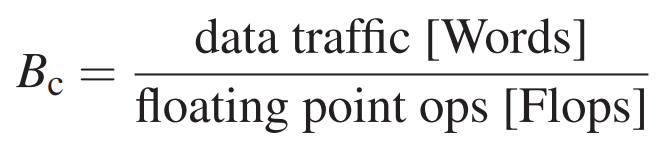 B_c = data traffic [Words] / floating point ops [Flops]